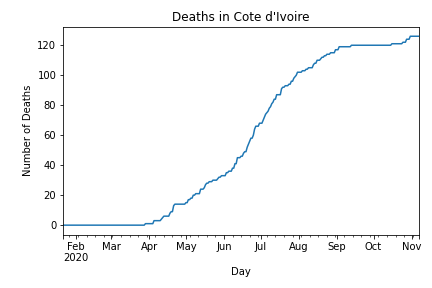 Deaths in Cote d'Ivoire
120
100
80
60
40
20
0
Number of Deaths
Feb Mar Apr May Jun Jul Aug Sep Oct Nov
2020
Day